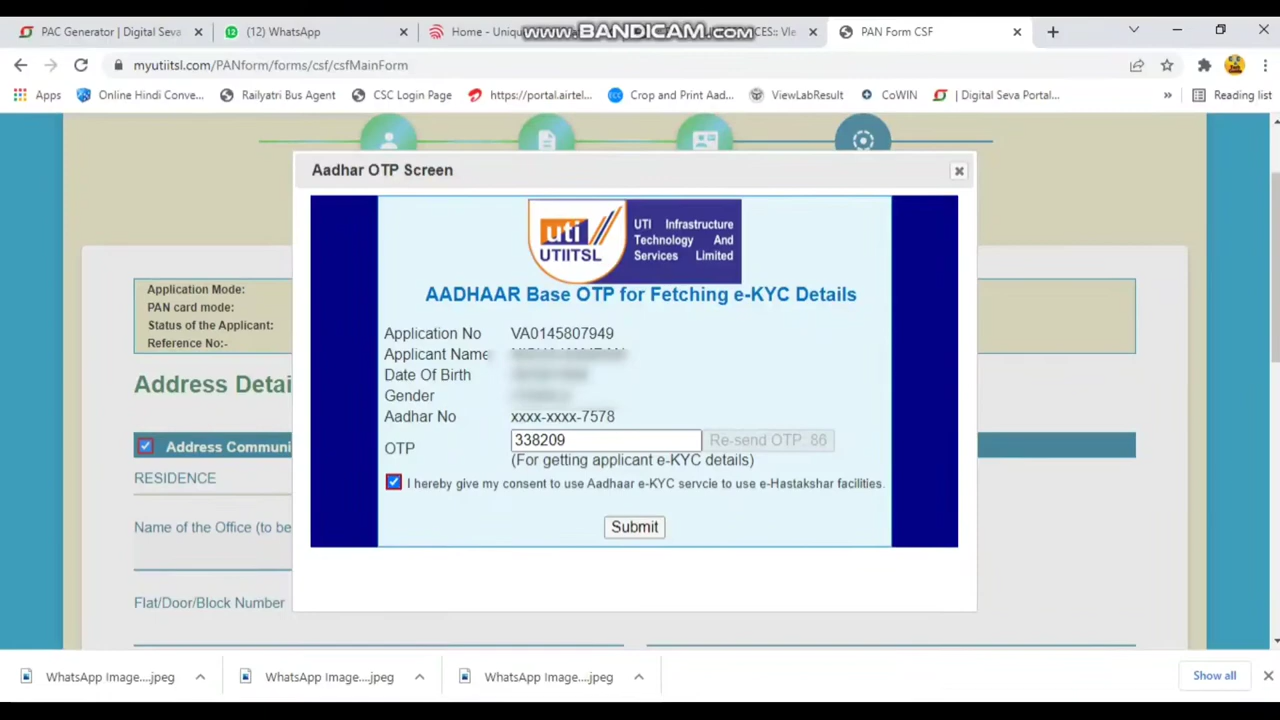 PAC Generator | Digital Seva
(12) WhatsApp
Home - Uniqu
www.BANDICAM.com
CES:: Vle
PAN Form CSF
myutiitsl.com/PANform/forms/csf/csfMainForm
Apps
Online Hindi Conve...
Railyatri Bus Agent
CSC Login Page
https://portal.airtel...
Crop and Print Aad...
ViewLabResult
CoWIN
| Digital Seva Portal...
»
Reading list
Aadhar OTP Screen
uti
UTIITSL
UTI Infrastructure
Technology And
Services Limited
AADHAAR Base OTP for Fetching e-KYC Details
Application Mode:
PAN card mode:
Status of the Applicant:
Reference No:-
Application No VA0145807949
Applicant Name
Date Of Birth
Gender
Aadhar No xxxx-xxxx-7578
OTP 338209 Re-send OTP 86
(For getting applicant e-KYC details)
I hereby give my consent to use Aadhaar e-KYC servcie to use e-Hastakshar facilities.
Submit
Address Detai
Address Communi
RESIDENCE
Name of the Office (to be
Flat/Door/Block Number
WhatsApp Image....jpeg
WhatsApp Image....jpeg
WhatsApp Image....jpeg
Show all